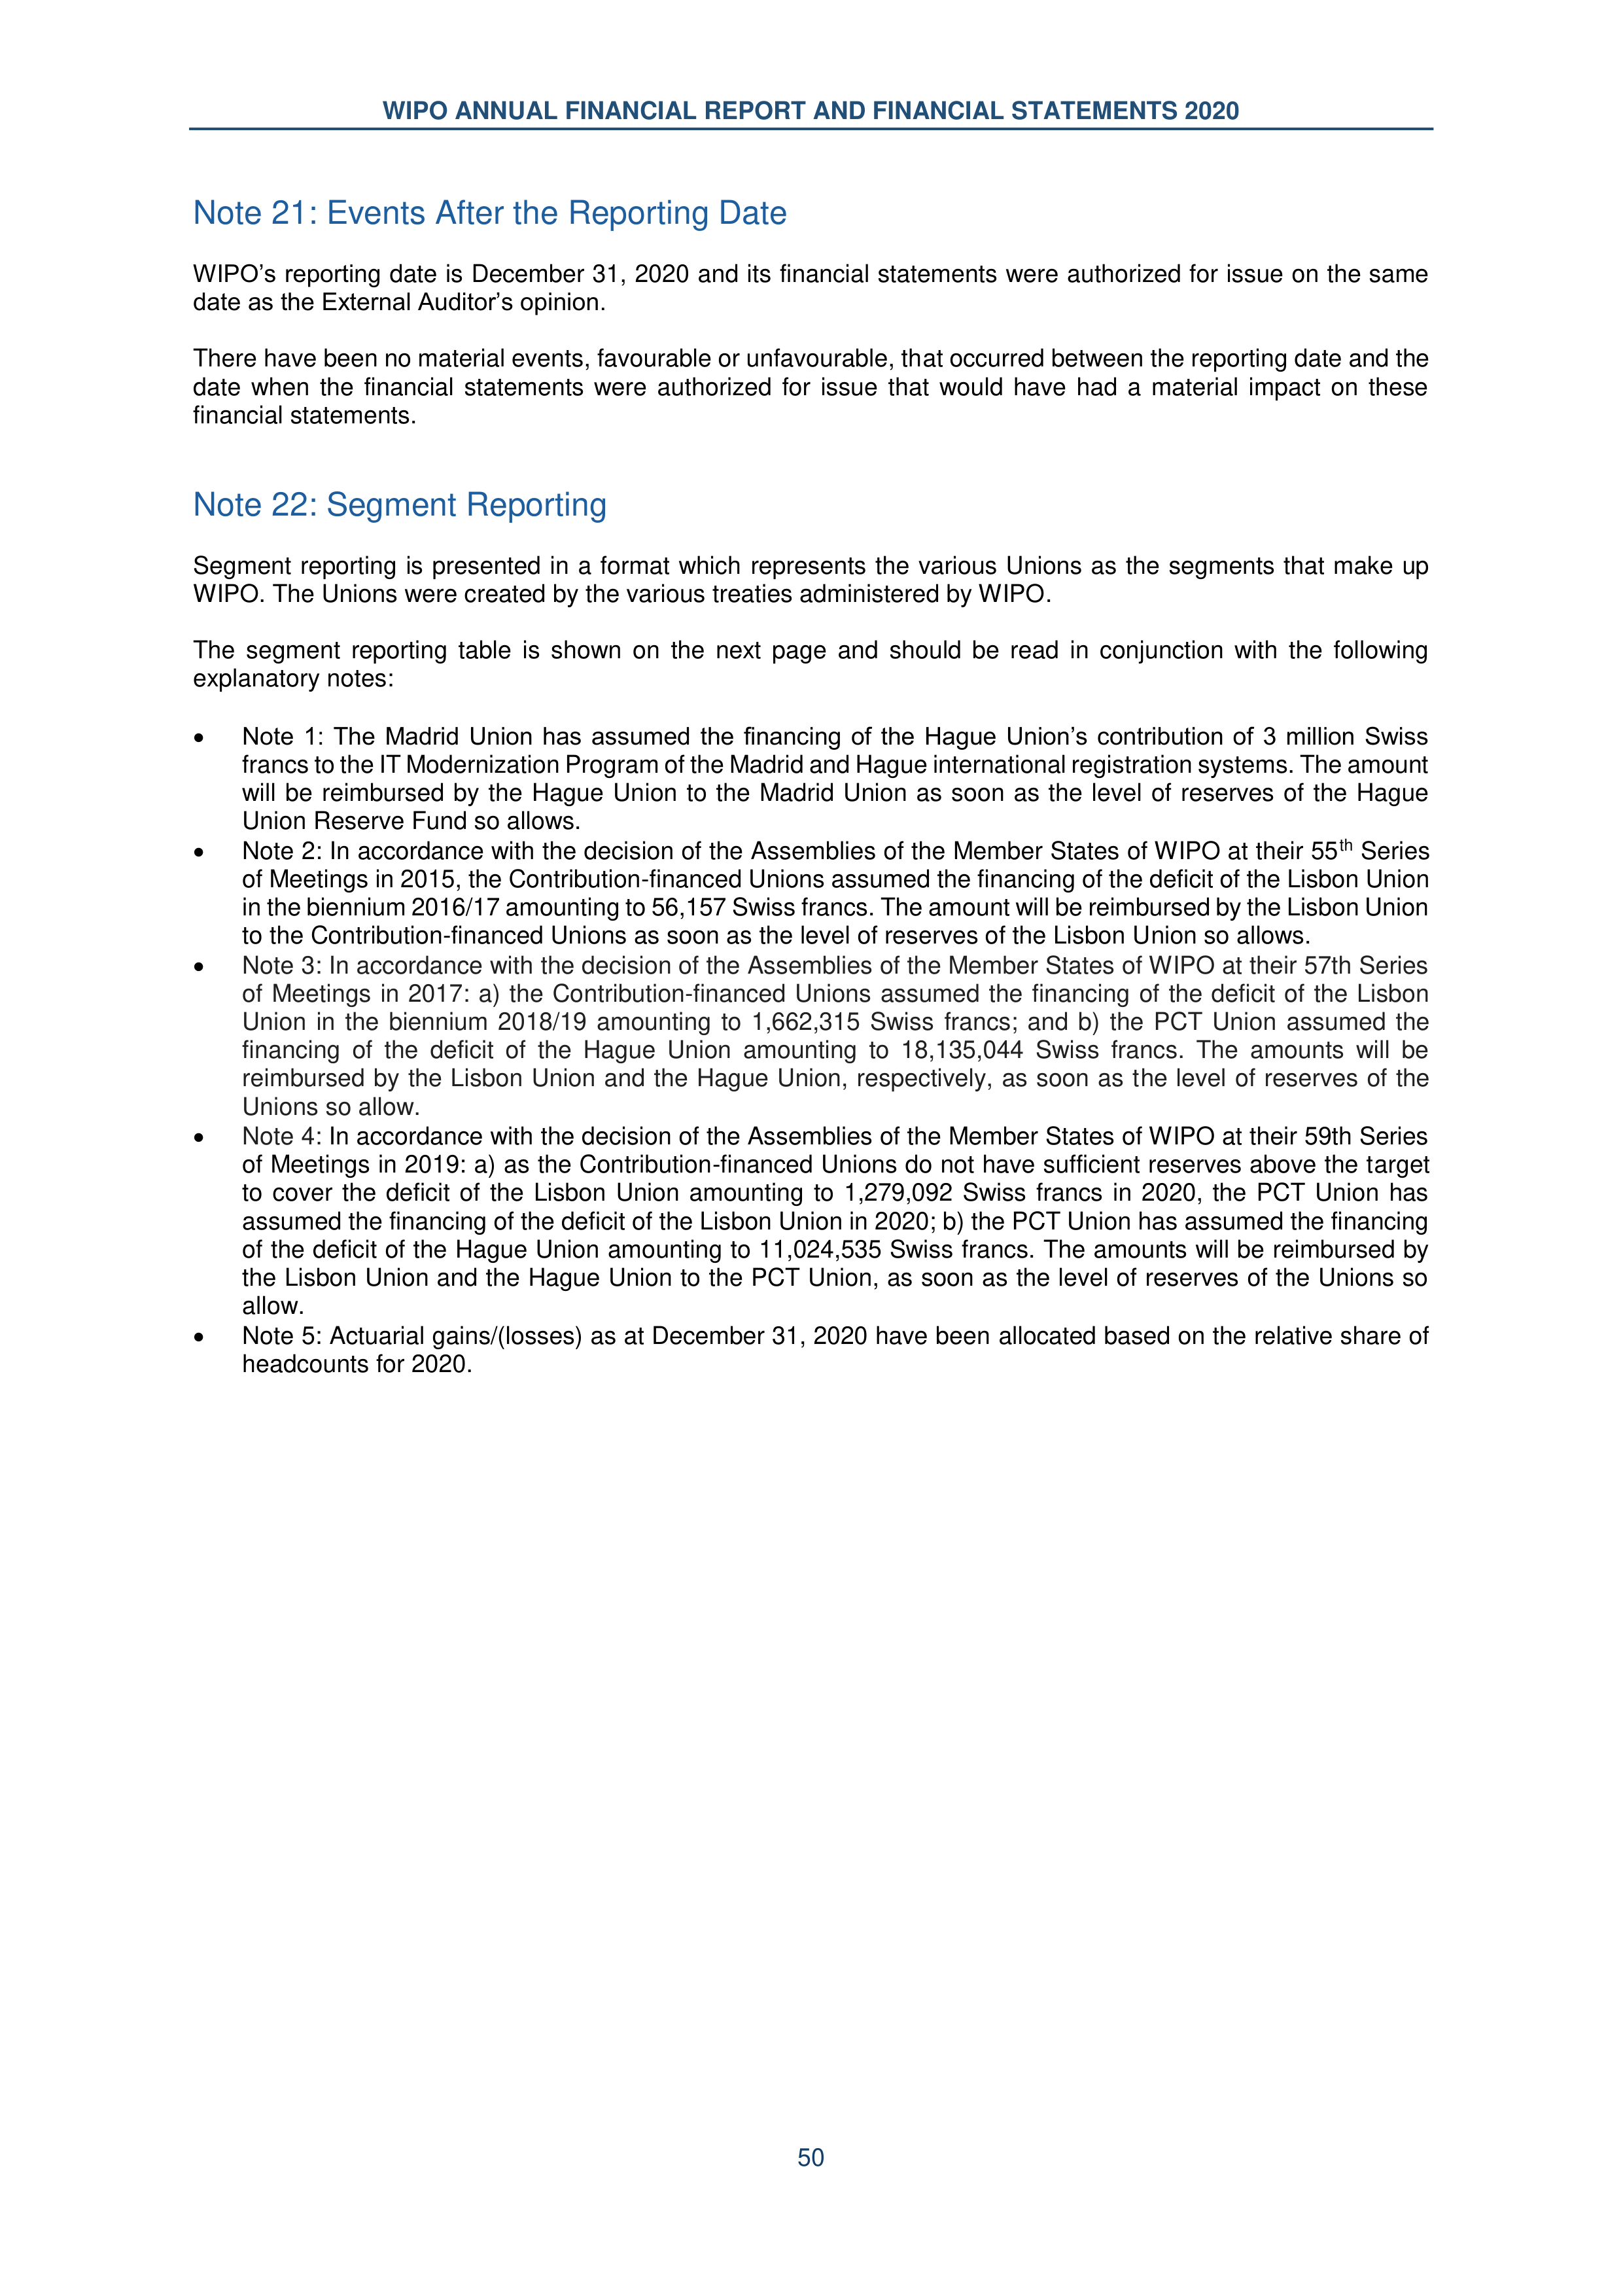 WIPO ANNUAL FINANCIAL REPORT AND FINANCIAL STATEMENTS 2020
Note 21: Events After the Reporting Date
WIPO’s reporting date is December 31, 2020 and its financial statements were authorized for issue on the same
date as the External Auditor’s opinion.
There have been no material events, favourable or unfavourable, that occurred between the reporting date and the
date when the financial statements were authorized for issue that would have had a material impact on these
financial statements.
Note 22: Segment Reporting
Segment reporting is presented in a format which represents the various Unions as the segments that make up
WIPO. The Unions were created by the various treaties administered by WIPO.
The segment reporting table is shown on the next page and should be read in conjunction with the following
explanatory notes:
• Note 1: The Madrid Union has assumed the financing of the Hague Union’s contribution of 3 million Swiss
francs to the IT Modernization Program of the Madrid and Hague international registration systems. The amount
will be reimbursed by the Hague Union to the Madrid Union as soon as the level of reserves of the Hague
Union Reserve Fund so allows.
• Note 2: In accordance with the decision of the Assemblies of the Member States of WIPO at their 55th Series
of Meetings in 2015, the Contribution-financed Unions assumed the financing of the deficit of the Lisbon Union
in the biennium 2016/17 amounting to 56,157 Swiss francs. The amount will be reimbursed by the Lisbon Union
to the Contribution-financed Unions as soon as the level of reserves of the Lisbon Union so allows.
• Note 3: In accordance with the decision of the Assemblies of the Member States of WIPO at their 57th Series
of Meetings in 2017: a) the Contribution-financed Unions assumed the financing of the deficit of the Lisbon
Union in the biennium 2018/19 amounting to 1,662,315 Swiss francs; and b) the PCT Union assumed the
financing of the deficit of the Hague Union amounting to 18,135,044 Swiss francs. The amounts will be
reimbursed by the Lisbon Union and the Hague Union, respectively, as soon as the level of reserves of the
Unions so allow.
• Note 4: In accordance with the decision of the Assemblies of the Member States of WIPO at their 59th Series
of Meetings in 2019: a) as the Contribution-financed Unions do not have sufficient reserves above the target
to cover the deficit of the Lisbon Union amounting to 1,279,092 Swiss francs in 2020, the PCT Union has
assumed the financing of the deficit of the Lisbon Union in 2020; b) the PCT Union has assumed the financing
of the deficit of the Hague Union amounting to 11,024,535 Swiss francs. The amounts will be reimbursed by
the Lisbon Union and the Hague Union to the PCT Union, as soon as the level of reserves of the Unions so
allow.
• Note 5: Actuarial gains/(losses) as at December 31, 2020 have been allocated based on the relative share of
headcounts for 2020.
50